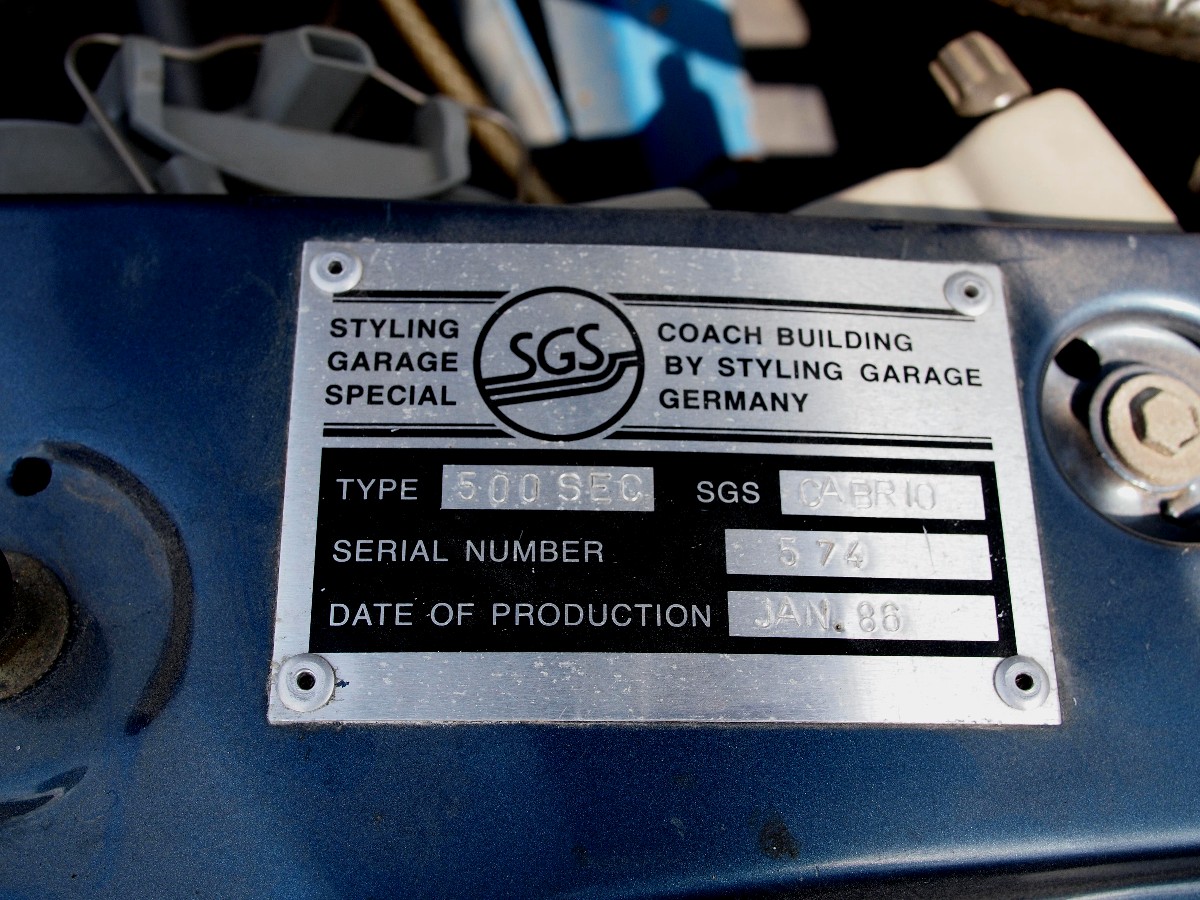 STYLING
GARAGE
SPECIAL
SGS
COACH BUILDING
BY STYLING GARAGE
GERMANY
TYPE 500 SEC SGS CABRIO
SERIAL NUMBER 574
DATE OF PRODUCTION JAN. 86